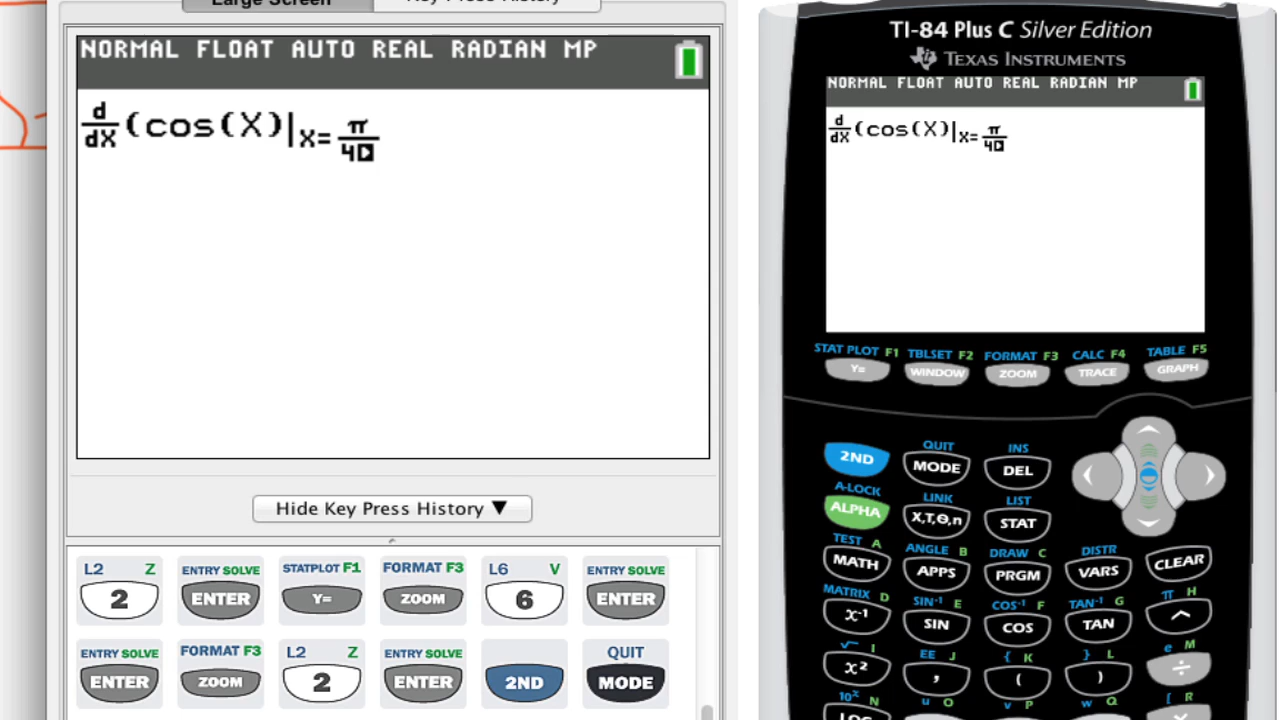 Large Screen
Key Press History
NORMAL FLOAT AUTO REAL RADIAN MP
d/dX(cos(X)|X=π/4
Hide Key Press History ▼
L2 Z ENTRY SOLVE STATPLOT F1 FORMAT F3 L6 V ENTRY SOLVE
2 ENTER Y= ZOOM 6 ENTER
ENTRY SOLVE FORMAT F3 L2 Z ENTRY SOLVE QUIT
ENTER ZOOM 2 ENTER 2ND MODE
TI-84 Plus C Silver Edition
TEXAS INSTRUMENTS
NORMAL FLOAT AUTO REAL RADIAN MP
d/dX(cos(X)|X=π/4
STAT PLOT F1 TBLSET F2 FORMAT F3 CALC F4 TABLE F5
Y= WINDOW ZOOM TRACE GRAPH
QUIT INS
2ND MODE DEL
A-LOCK LINK LIST
ALPHA X,T,Θ,n STAT
TEST A ANGLE B DRAW C DISTR
MATH APPS PRGM VARS CLEAR
MATRIX D SIN⁻¹ E COS⁻¹ F TAN⁻¹ G π H
x⁻¹ SIN COS TAN ^
√ I EE J { K } L e M
x² , ( ) ÷
10ˣ N u O v P w Q [ R
LOG